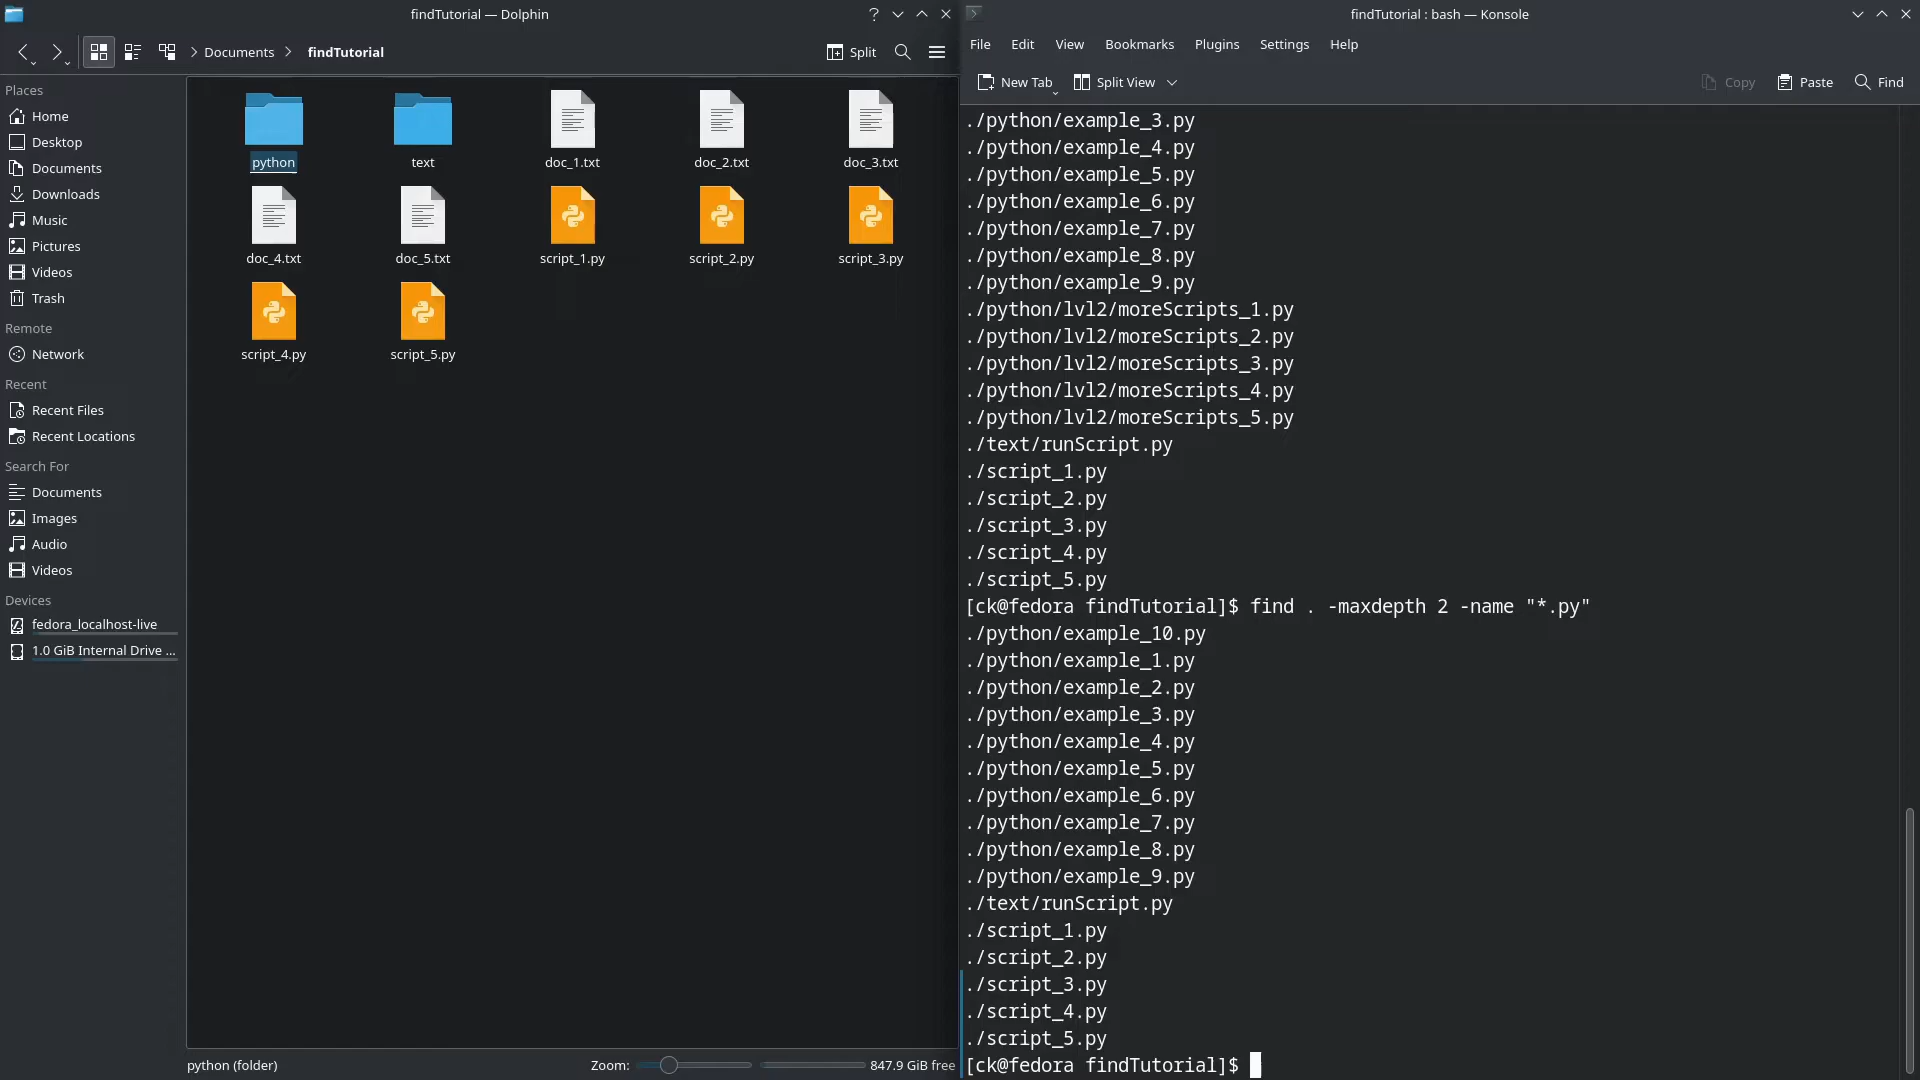 findTutorial — Dolphin
Documents
findTutorial
Split
Places
Home
Desktop
Documents
Downloads
Music
Pictures
Videos
Trash
Remote
Network
Recent
Recent Files
Recent Locations
Search For
Documents
Images
Audio
Videos
Devices
fedora_localhost-live
1.0 GiB Internal Drive ...
python
text
doc_1.txt
doc_2.txt
doc_3.txt
doc_4.txt
doc_5.txt
script_1.py
script_2.py
script_3.py
script_4.py
script_5.py
python (folder)
Zoom:
847.9 GiB free
findTutorial : bash — Konsole
File Edit View Bookmarks Plugins Settings Help
New Tab Split View Copy Paste Find
./python/example_3.py
./python/example_4.py
./python/example_5.py
./python/example_6.py
./python/example_7.py
./python/example_8.py
./python/example_9.py
./python/lvl2/moreScripts_1.py
./python/lvl2/moreScripts_2.py
./python/lvl2/moreScripts_3.py
./python/lvl2/moreScripts_4.py
./python/lvl2/moreScripts_5.py
./text/runScript.py
./script_1.py
./script_2.py
./script_3.py
./script_4.py
./script_5.py
[ck@fedora findTutorial]$ find . -maxdepth 2 -name "*.py"
./python/example_10.py
./python/example_1.py
./python/example_2.py
./python/example_3.py
./python/example_4.py
./python/example_5.py
./python/example_6.py
./python/example_7.py
./python/example_8.py
./python/example_9.py
./text/runScript.py
./script_1.py
./script_2.py
./script_3.py
./script_4.py
./script_5.py
[ck@fedora findTutorial]$